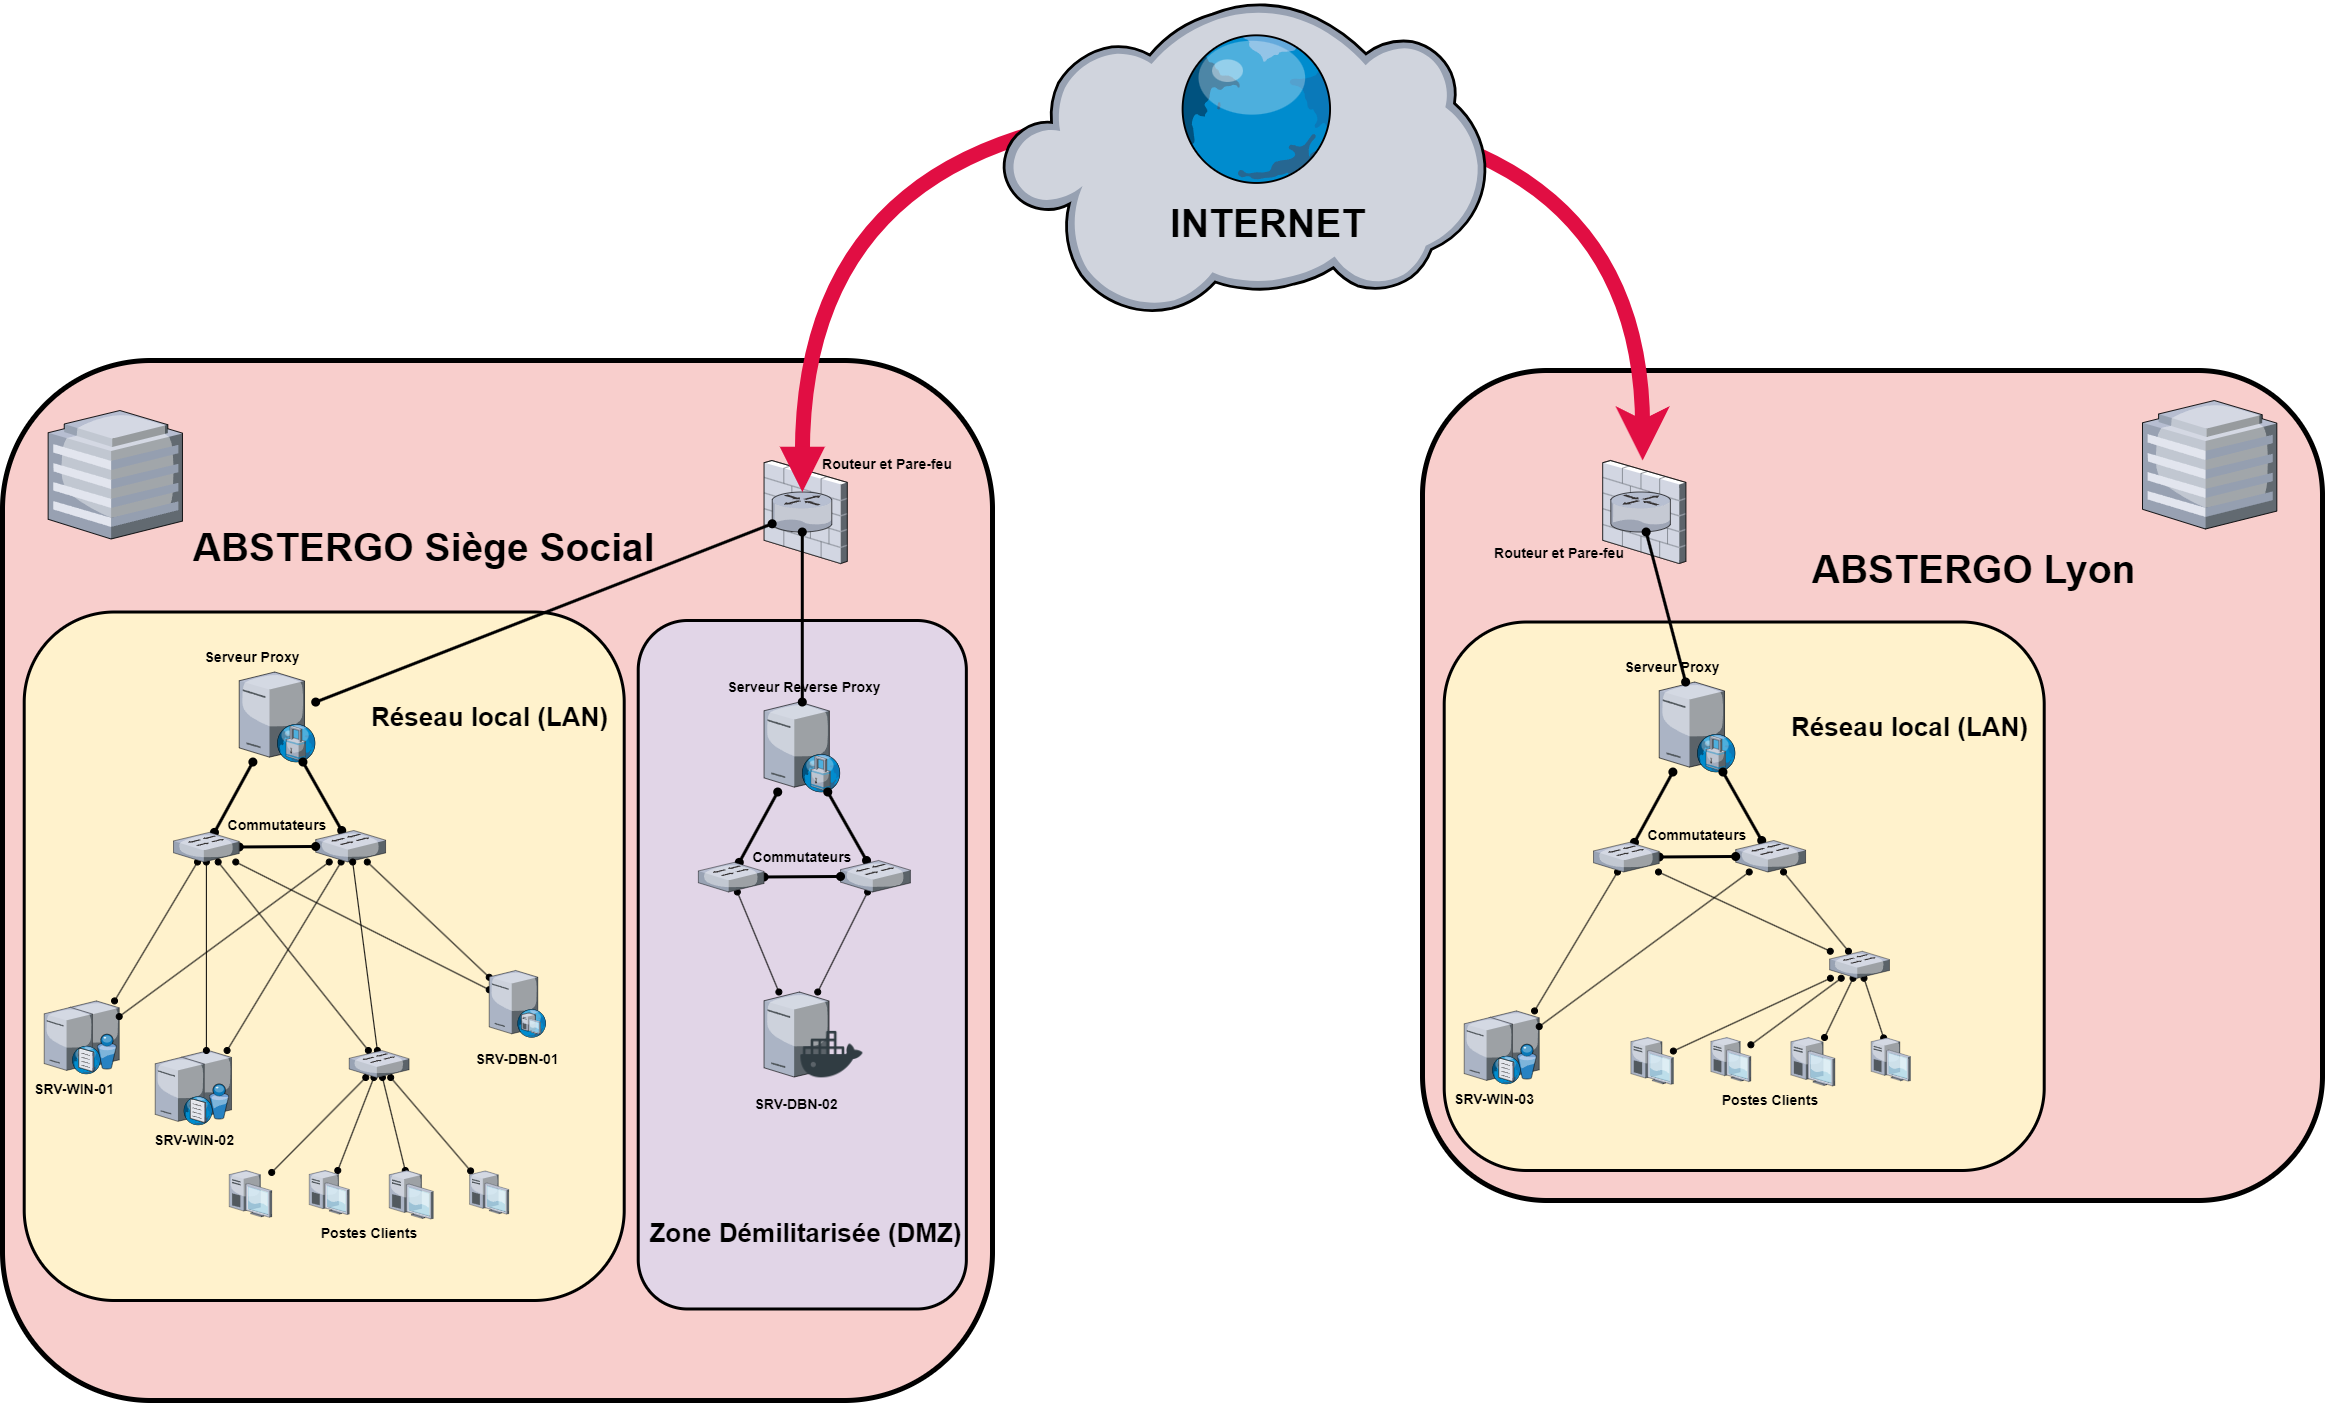 INTERNET
Routeur et Pare-feu
ABSTERGO Siège Social
Serveur Proxy
Réseau local (LAN)
Commutateurs
SRV-WIN-01
SRV-WIN-02
SRV-DBN-01
Postes Clients
Serveur Reverse Proxy
Commutateurs
SRV-DBN-02
Zone Démilitarisée (DMZ)
Routeur et Pare-feu
ABSTERGO Lyon
Serveur Proxy
Réseau local (LAN)
Commutateurs
SRV-WIN-03
Postes Clients